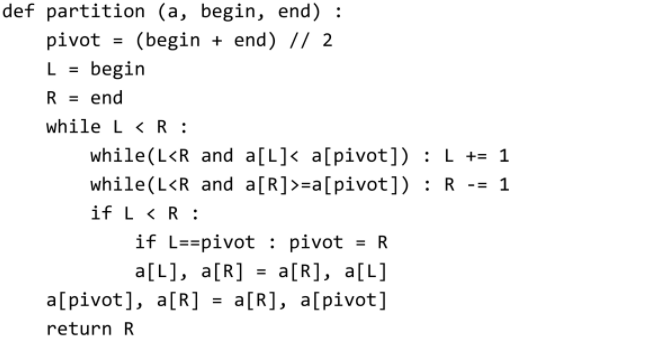 def partition (a, begin, end) :
    pivot = (begin + end) // 2
    L = begin
    R = end
    while L < R :
        while(L<R and a[L]< a[pivot]) : L += 1
        while(L<R and a[R]>=a[pivot]) : R -= 1
        if L < R :
            if L==pivot : pivot = R
            a[L], a[R] = a[R], a[L]
    a[pivot], a[R] = a[R], a[pivot]
    return R